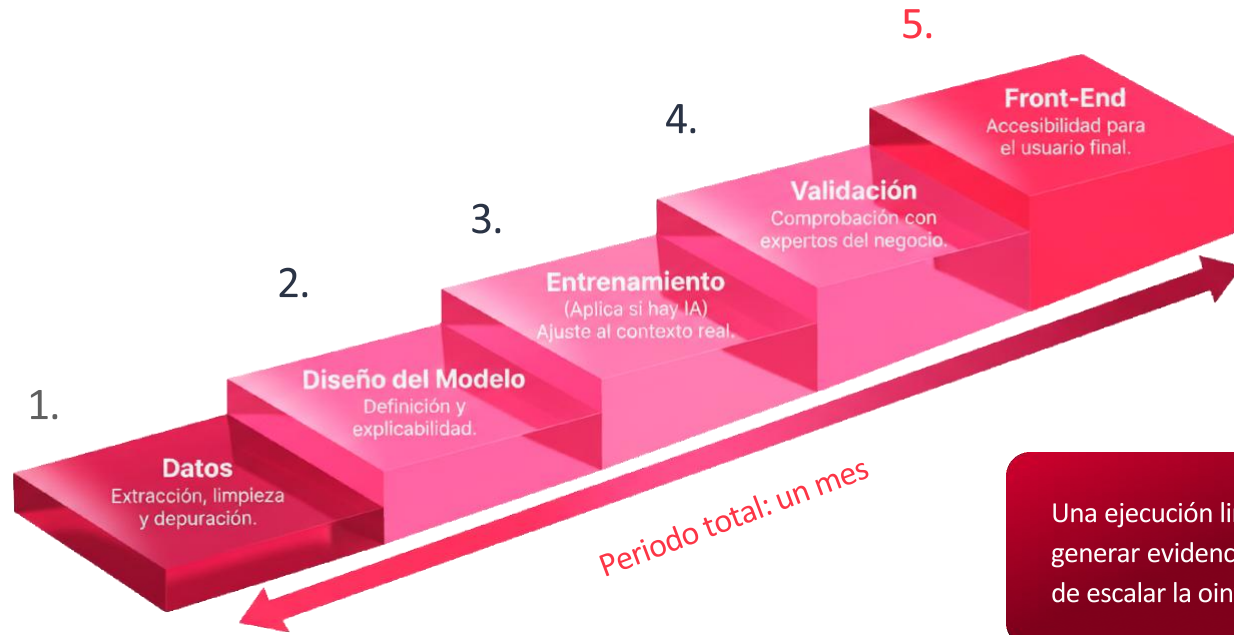 1.
Datos
Extracción, limpieza
y depuración.
2.
Diseño del Modelo
Definición y
explicabilidad.
3.
Entrenamiento
(Aplica si hay IA)
Ajuste al contexto real.
4.
Validación
Comprobación con
expertos del negocio.
5.
Front-End
Accesibilidad para
el usuario final.
Periodo total: un mes
Una ejecución
generar
de escalar la